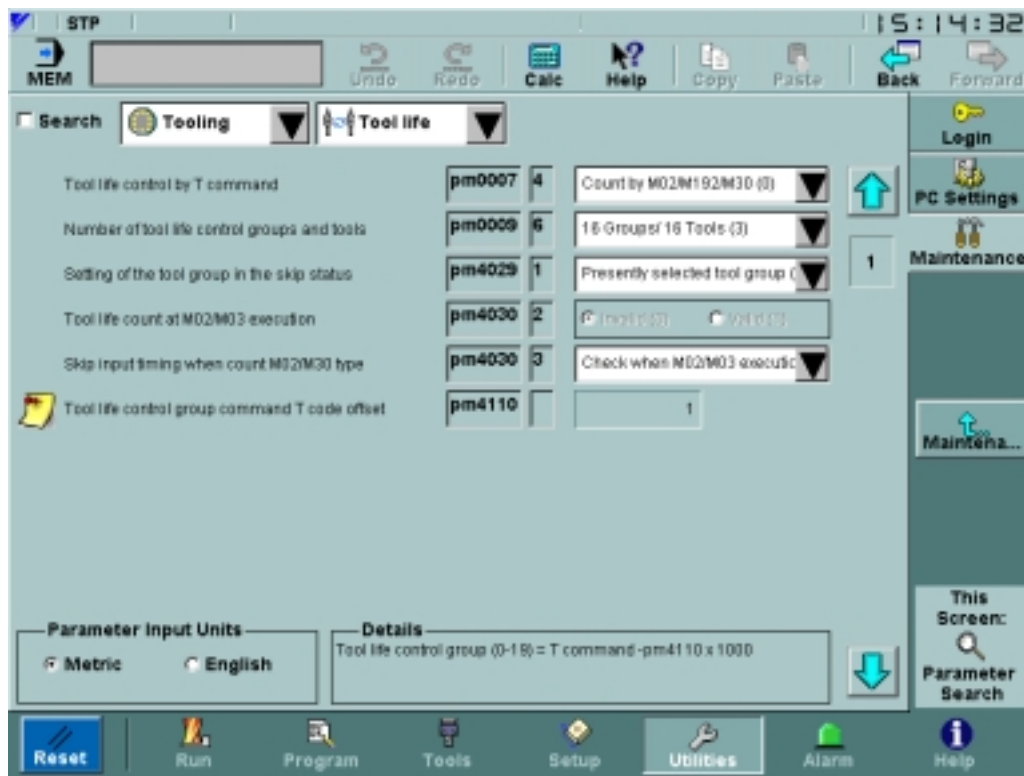 STP 15:14:32
MEM Undo Redo Calc Help Copy Paste Back Forward
Search Tooling Tool life
Login
Tool life control by T command pm0007 4 Count by M02/M192/M30 (0)
PC Settings
Number of tool life control groups and tools pm0009 6 16 Groups/ 16 Tools (3)
Maintenance
Setting of the tool group in the skip status pm4029 1 Presently selected tool group ( 1
Tool life count at M02/M03 execution pm4030 2 Invalid (0) Valid (1)
Skip input timing when count M02/M30 type pm4030 3 Check when M02/M03 executic
Tool life control group command T code offset pm4110 1
Maintena...
Parameter Input Units
Metric English
Details
Tool life control group (0-19) = T command -pm4110 x 1000
This
Screen:
Parameter
Search
Reset Run Program Tools Setup Utilities Alarm Help